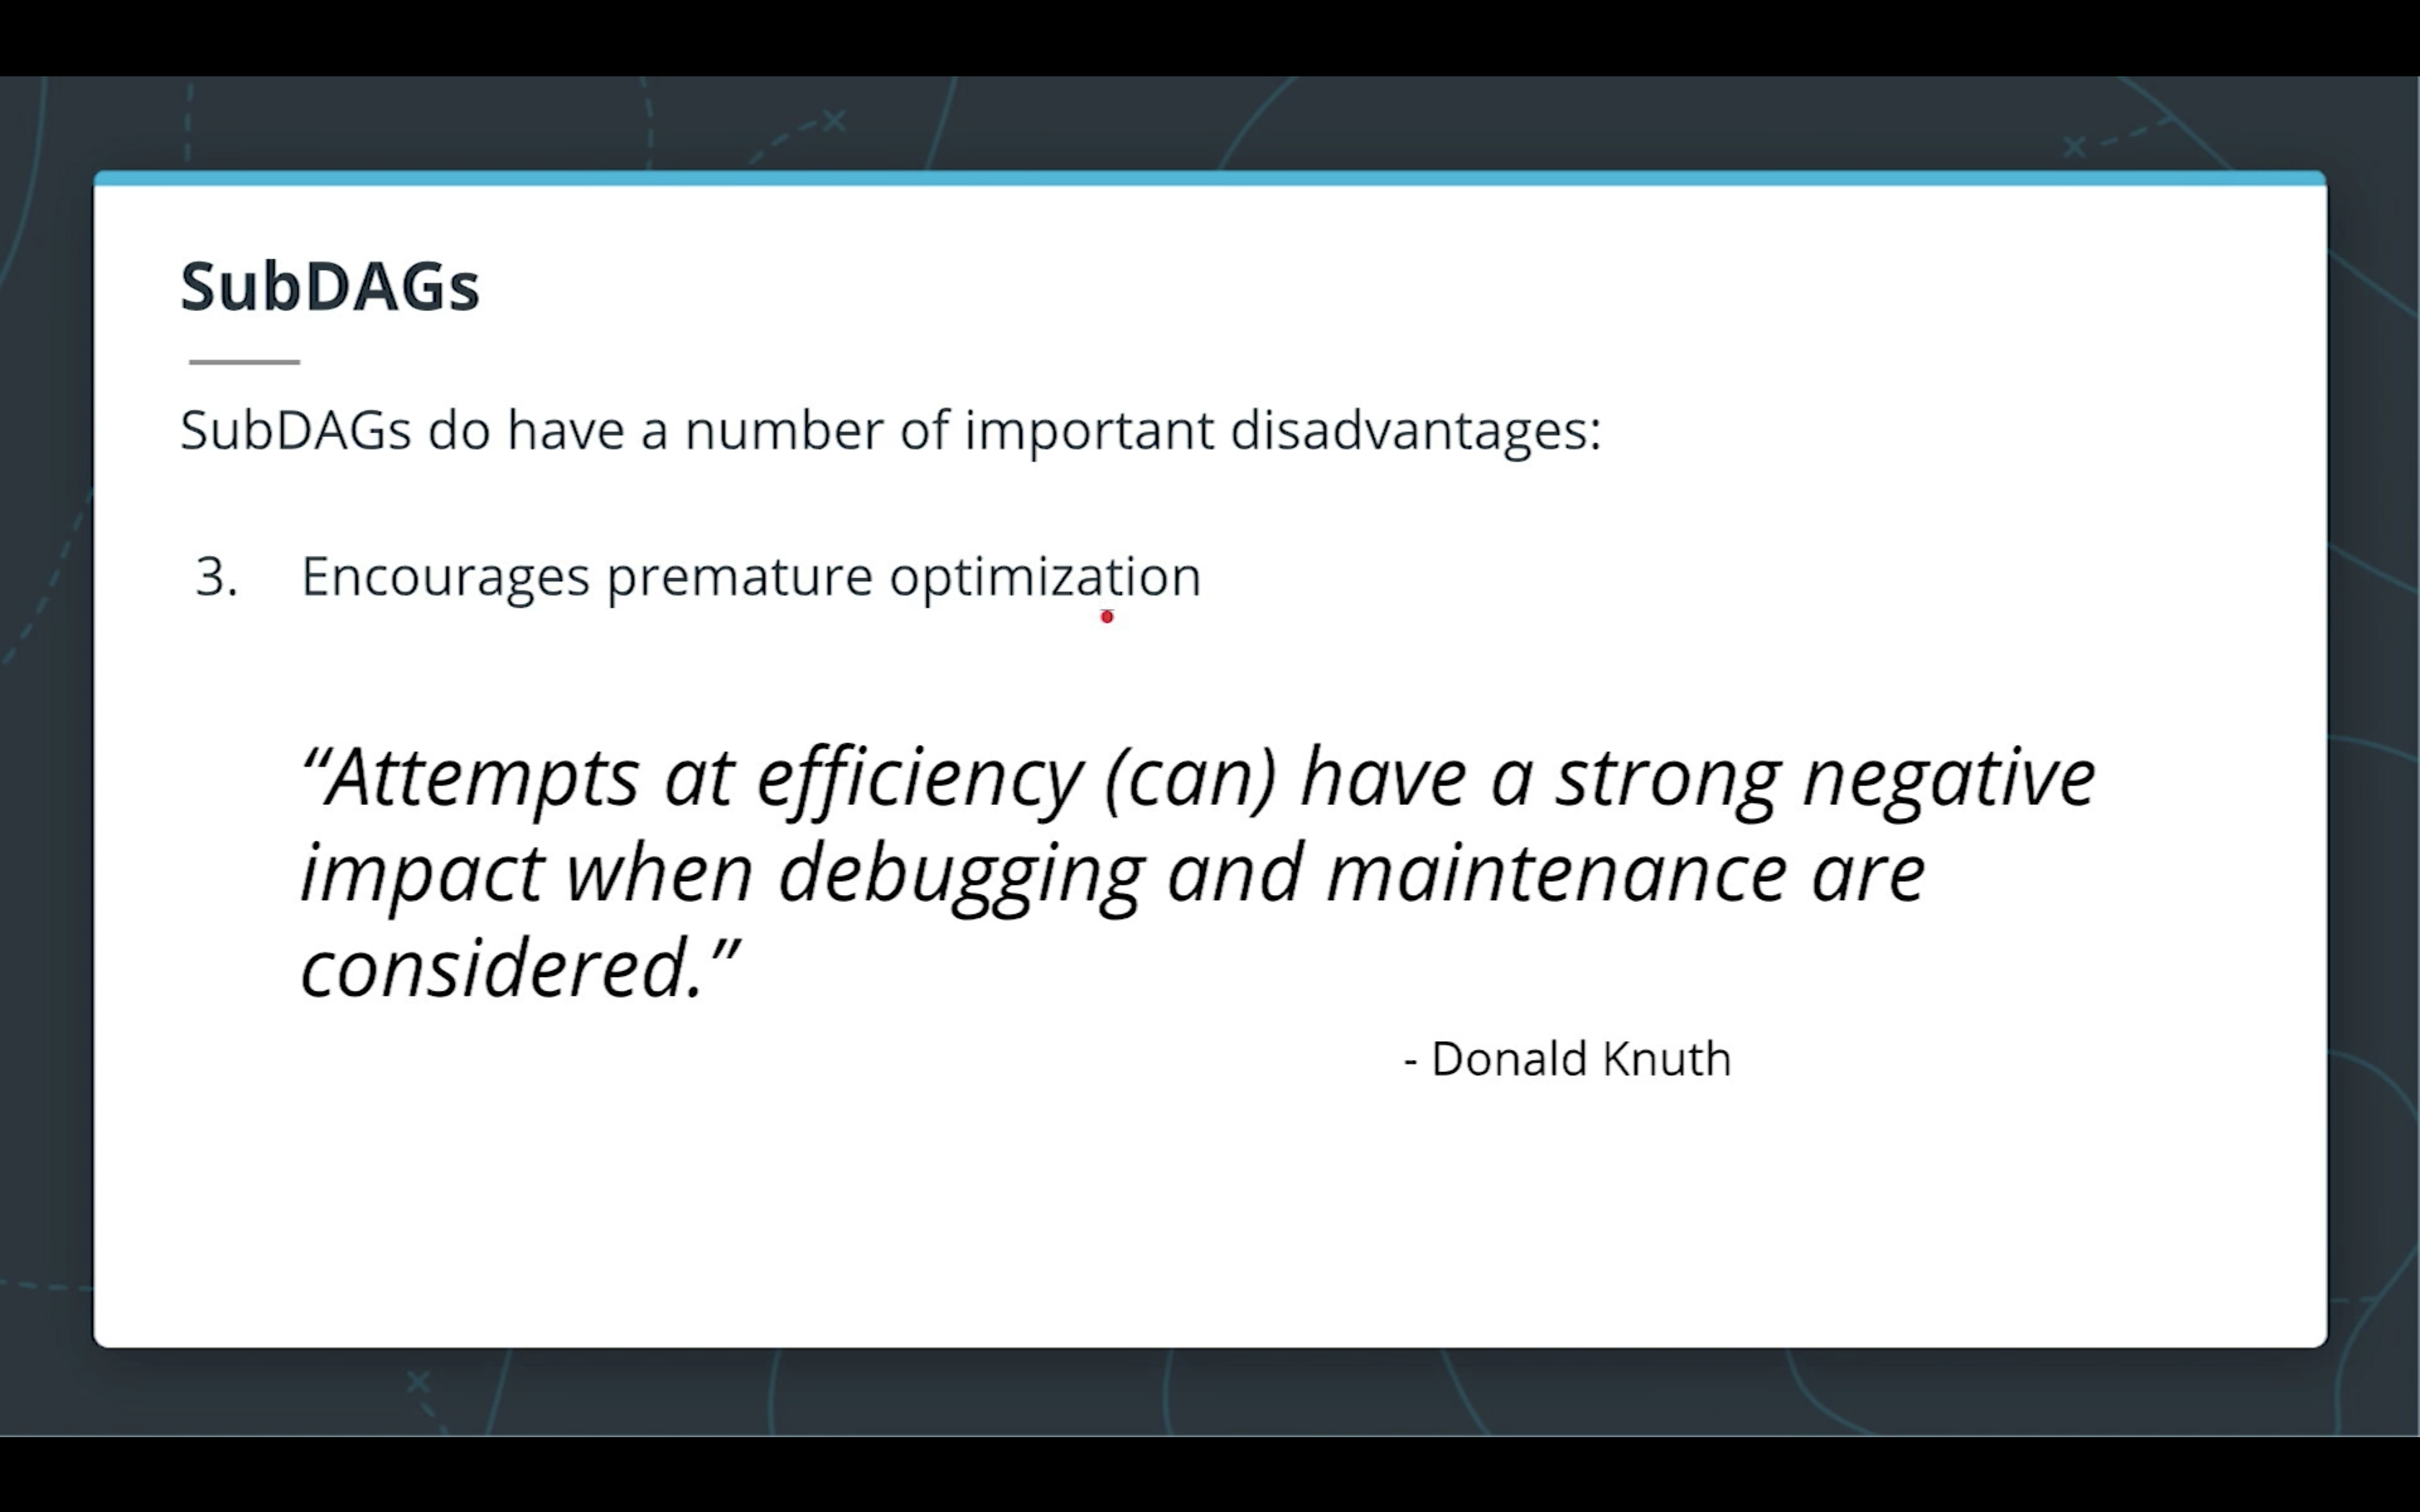 SubDAGs
SubDAGs do have a number of important disadvantages:
3. Encourages premature optimization
“Attempts at efficiency (can) have a strong negative
impact when debugging and maintenance are
considered.”
- Donald Knuth